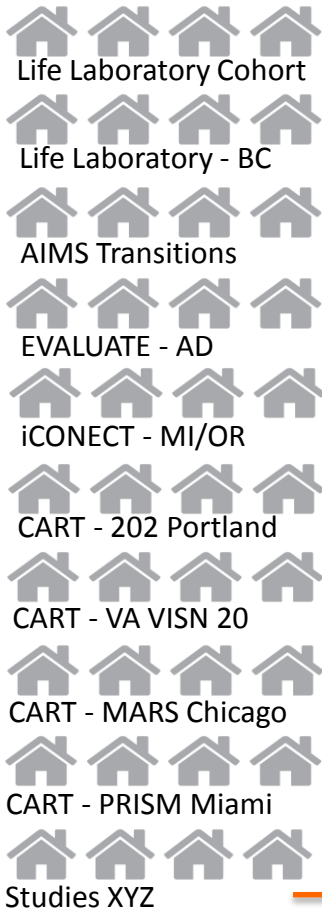 Life Laboratory Cohort
Life Laboratory - BC
AIMS Transitions
EVALUATE - AD
iCONECT - MI/OR
CART - 202 Portland
CART - VA VISN 20
CART - MARS Chicago
CART - PRISM Miami
Studies XYZ